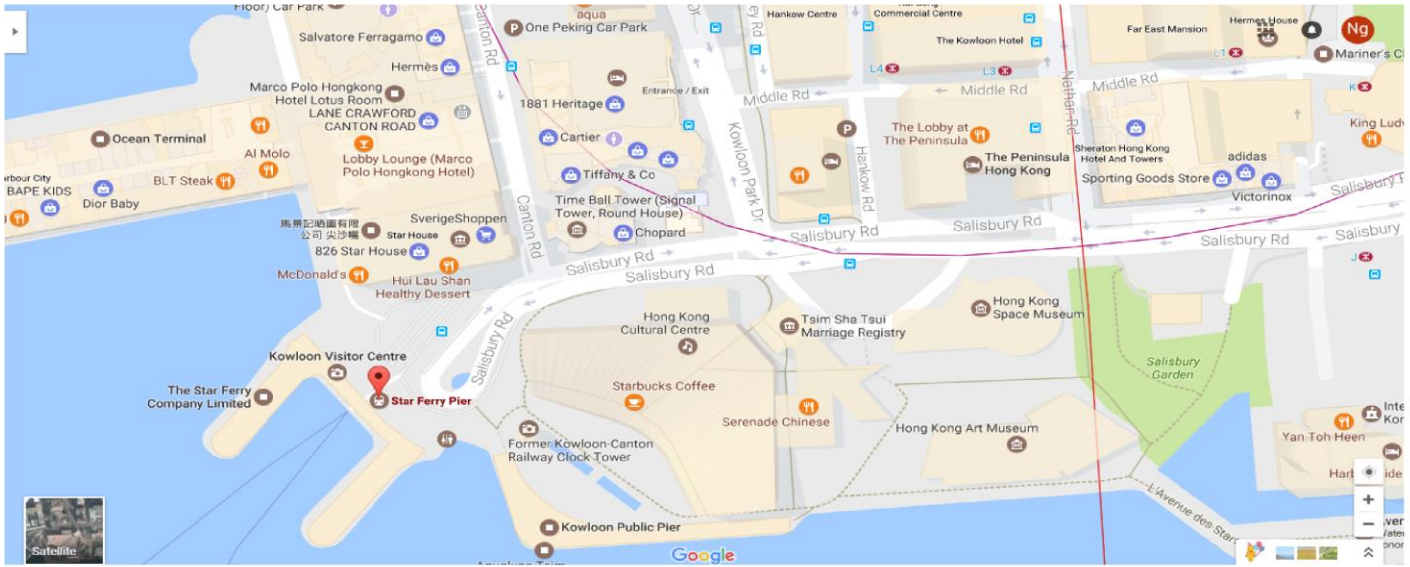 Floor) Car Park
Salvatore Ferragamo
Hermès
Marco Polo Hongkong
Hotel Lotus Room
LANE CRAWFORD
CANTON ROAD
Lobby Lounge (Marco
Polo Hongkong Hotel)
Ocean Terminal
Al Molo
BLT Steak
rbour City
BAPE KIDS
Dior Baby
馬景記晒圖有限
公司 尖沙嘴
Star House
SverigeShoppen
826 Star House
McDonald's
Hui Lau Shan
Healthy Dessert
Canton Rd
Canton Rd
aqua
One Peking Car Park
Entrance / Exit
1881 Heritage
Cartier
Tiffany & Co
Time Ball Tower (Signal
Tower, Round House)
Chopard
Dr
Kowloon Park Dr
ey Rd
Hankow Centre
Commercial Centre
The Kowloon Hotel
L4
L3
L1
Middle Rd
Middle Rd
Hankow Rd
Nathan Rd
The Lobby at
The Peninsula
The Peninsula
Hong Kong
Far East Mansion
Hermes House
Ng
Mariner's C
K
King Lud
Sheraton Hong Kong
Hotel And Towers
adidas
Sporting Goods Store
Victorinox
Salisbury R
Salisbury Rd
Salisbury Rd
Salisbury
Salisbury Rd
Salisbury Rd
Salisbury Rd
J
Hong Kong
Cultural Centre
Tsim Sha Tsui
Marriage Registry
Hong Kong
Space Museum
Salisbury
Garden
Kowloon Visitor Centre
The Star Ferry
Company Limited
Star Ferry Pier
Starbucks Coffee
Serenade Chinese
Hong Kong Art Museum
Former Kowloon-Canton
Railway Clock Tower
Kowloon Public Pier
L'Avenue des Star
Inte
Kor
Yan Toh Heen
Harb
side
Satellite
Google
+
−